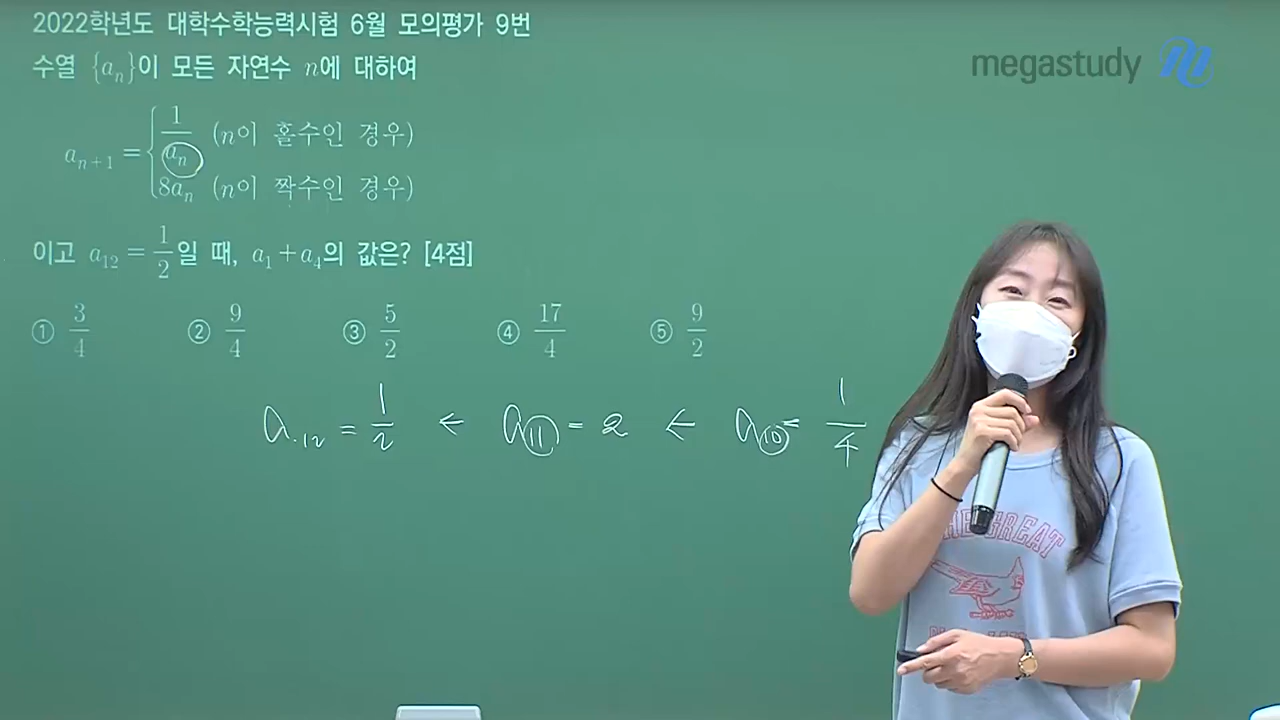 2022학년도 대학수학능력시험 6월 모의평가 9번
megastudy
수열 {aₙ}이 모든 자연수 n에 대하여
aₙ₊₁ = { 1/aₙ (n이 홀수인 경우)
8aₙ (n이 짝수인 경우)
이고 a₁₂ = 1/2일 때, a₁+a₄의 값은? [4점]
① 3/4 ② 9/4 ③ 5/2 ④ 17/4 ⑤ 9/2
a₁₂ = 1/2 ← a₁₁ = 2 ← a₁₀ = 1/4
THE GREAT